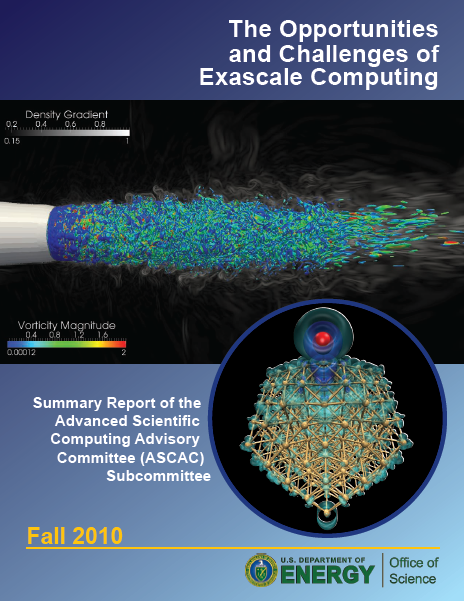 The Opportunities
and Challenges of
Exascale Computing
Density Gradient
0.2 0.4 0.6 0.8
0.15 1
Vorticity Magnitude
0.4 0.8 1.2 1.6
0.00012 2
Summary Report of the
Advanced Scientific
Computing Advisory
Committee (ASCAC)
Subcommittee
Fall 2010
U.S. DEPARTMENT OF
ENERGY
Office of
Science